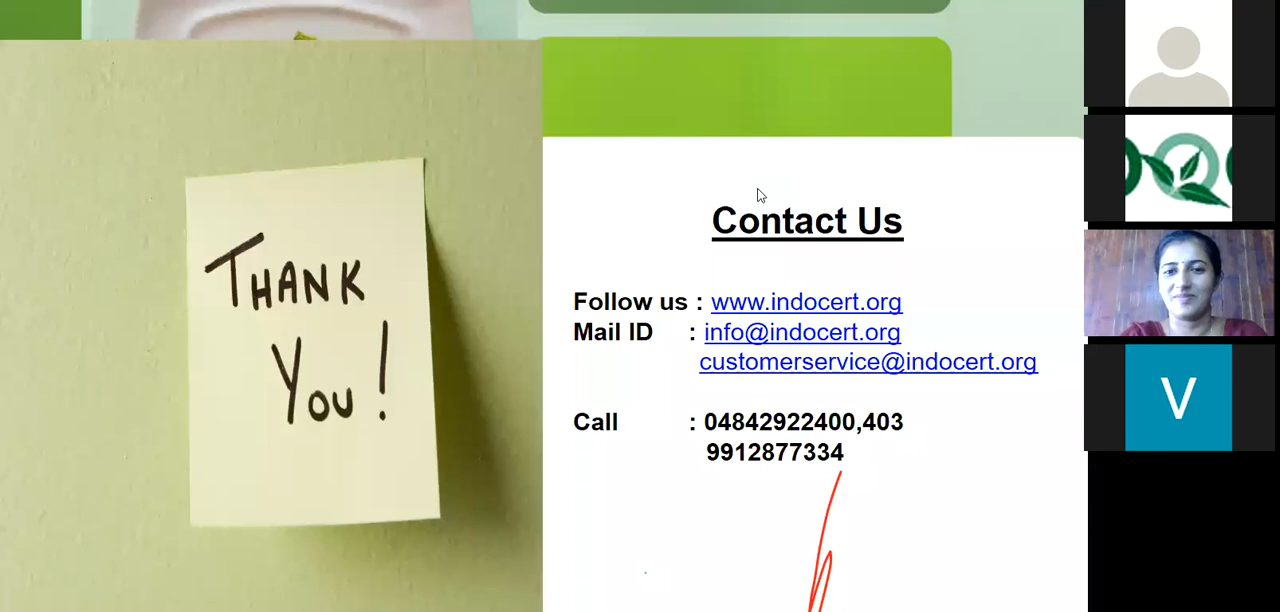 THANK
YOU!
Contact Us
Follow us : www.indocert.org
Mail ID : info@indocert.org
customerservice@indocert.org
Call : 04842922400,403
9912877334
V